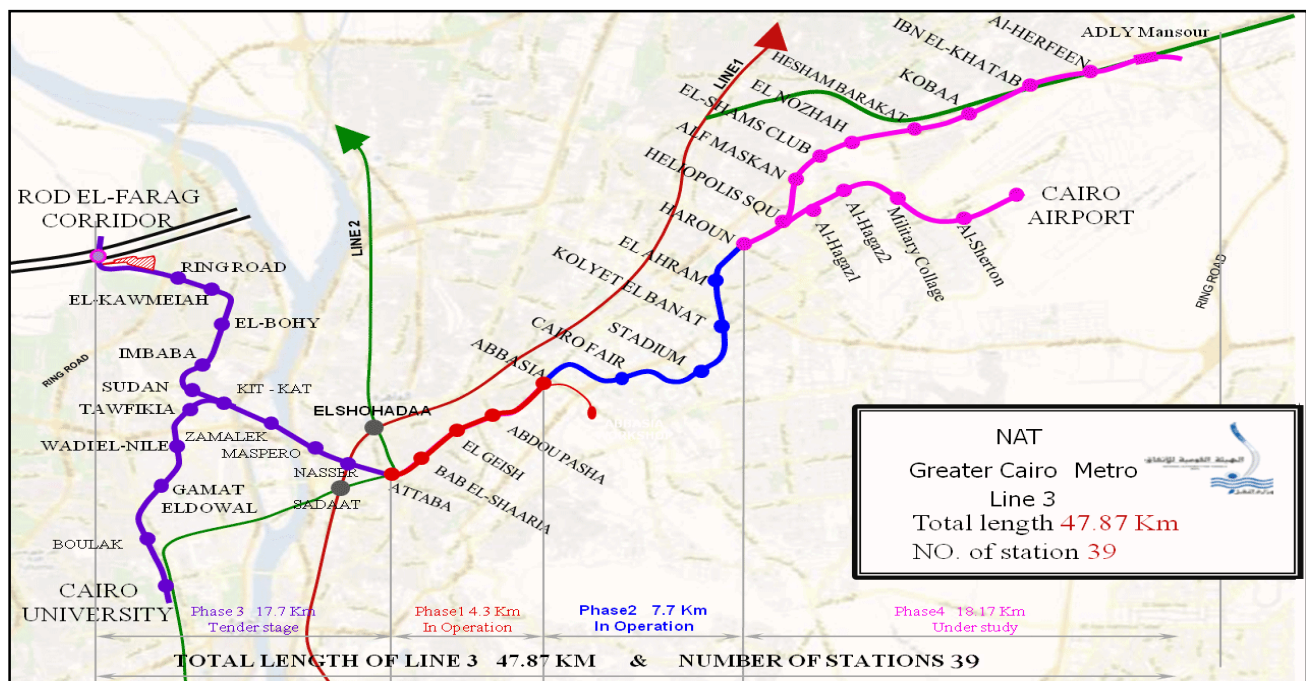 ADLY Mansour
Al-HERFEEN
IBN EL-KHATAB
KOBAA
HESHAM BARAKAT
EL NOZHAH
EL-SHAMS CLUB
ALF MASKAN
HELIOPOLIS SQU
HAROUN
EL AHRAM
KOLYET EL BANAT
STADIUM
CAIRO FAIR
ABBASIA
LINE1
LINE 2
CAIRO
AIRPORT
Al-Hagaz1
Al-Hagaz2
Military Collage
Al-Sherton
RING ROAD
ROD EL-FARAG
CORRIDOR
RING ROAD
EL-KAWMEIAH
EL-BOHY
RING ROAD
IMBABA
SUDAN
KIT - KAT
TAWFIKIA
ELSHOHADAA
ZAMALEK
WADIEL-NILE
MASPERO
NASSER
SADAAT
ATTABA
BAB EL-SHAARIA
EL GEISH
ABDOU PASHA
GAMAT
ELDOWAL
BOULAK
CAIRO
UNIVERSITY
NAT
Greater Cairo Metro
Line 3
Total length 47.87 Km
NO. of station 39
الهيئة القومية للأنفاق
وزارة النقل
Phase 3 17.7 Km
Tender stage
Phase1 4.3 Km
In Operation
Phase2 7.7 Km
In Operation
Phase4 18.17 Km
Under study
TOTAL LENGTH OF LINE 3 47.87 KM & NUMBER OF STATIONS 39